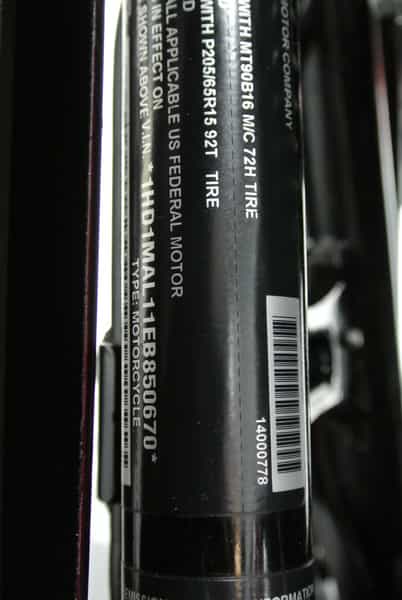 MOTOR COMPANY
WITH MT90B16 M/C 72H TIRE
D
WITH P205/65R15 92T TIRE
D
ALL APPLICABLE US FEDERAL MOTOR
IN EFFECT ON
SHOWN ABOVE V.I.N. *1HD1MAL11EB850670*
TYPE: MOTORCYCLE
14000778
INFORMATION